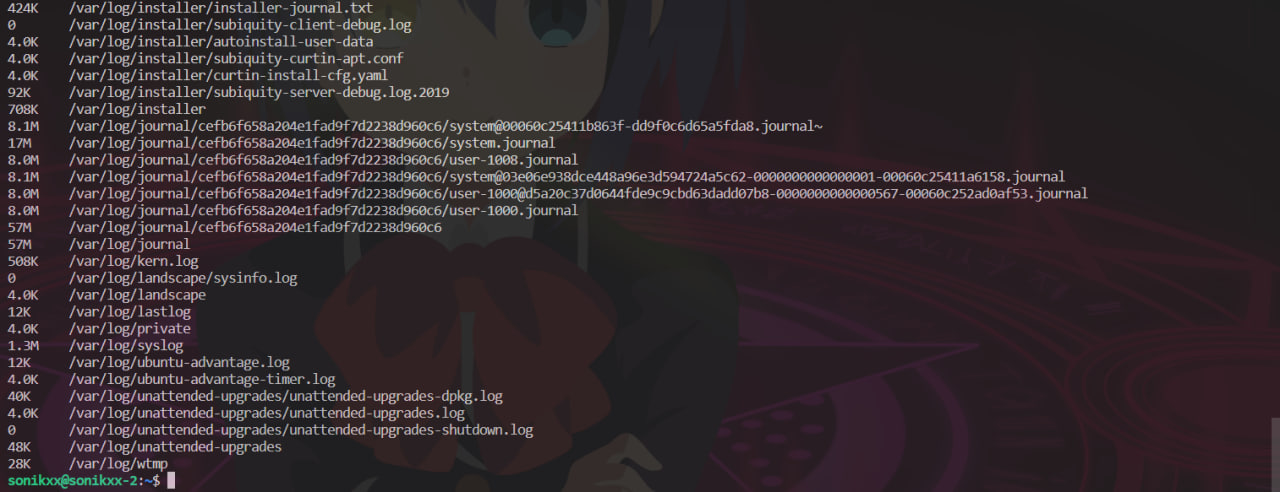 424K /var/log/installer/installer-journal.txt
0 /var/log/installer/subiquity-client-debug.log
4.0K /var/log/installer/autoinstall-user-data
4.0K /var/log/installer/subiquity-curtin-apt.conf
4.0K /var/log/installer/curtin-install-cfg.yaml
92K /var/log/installer/subiquity-server-debug.log.2019
708K /var/log/installer
8.1M /var/log/journal/cefb6f658a204e1fad9f7d2238d960c6/system@00060c25411b863f-dd9f0c6d65a5fda8.journal~
17M /var/log/journal/cefb6f658a204e1fad9f7d2238d960c6/system.journal
8.0M /var/log/journal/cefb6f658a204e1fad9f7d2238d960c6/user-1008.journal
8.1M /var/log/journal/cefb6f658a204e1fad9f7d2238d960c6/system@03e06e938dce448a96e3d594724a5c62-0000000000000001-00060c25411a6158.journal
8.0M /var/log/journal/cefb6f658a204e1fad9f7d2238d960c6/user-1000@d5a20c37d0644fde9c9cbd63dadd07b8-0000000000000567-00060c252ad0af53.journal
8.0M /var/log/journal/cefb6f658a204e1fad9f7d2238d960c6/user-1000.journal
57M /var/log/journal/cefb6f658a204e1fad9f7d2238d960c6
57M /var/log/journal
508K /var/log/kern.log
0 /var/log/landscape/sysinfo.log
4.0K /var/log/landscape
12K /var/log/lastlog
4.0K /var/log/private
1.3M /var/log/syslog
12K /var/log/ubuntu-advantage.log
4.0K /var/log/ubuntu-advantage-timer.log
40K /var/log/unattended-upgrades/unattended-upgrades-dpkg.log
4.0K /var/log/unattended-upgrades/unattended-upgrades.log
0 /var/log/unattended-upgrades/unattended-upgrades-shutdown.log
48K /var/log/unattended-upgrades
28K /var/log/wtmp
sonikxx@sonikxx-2:~$